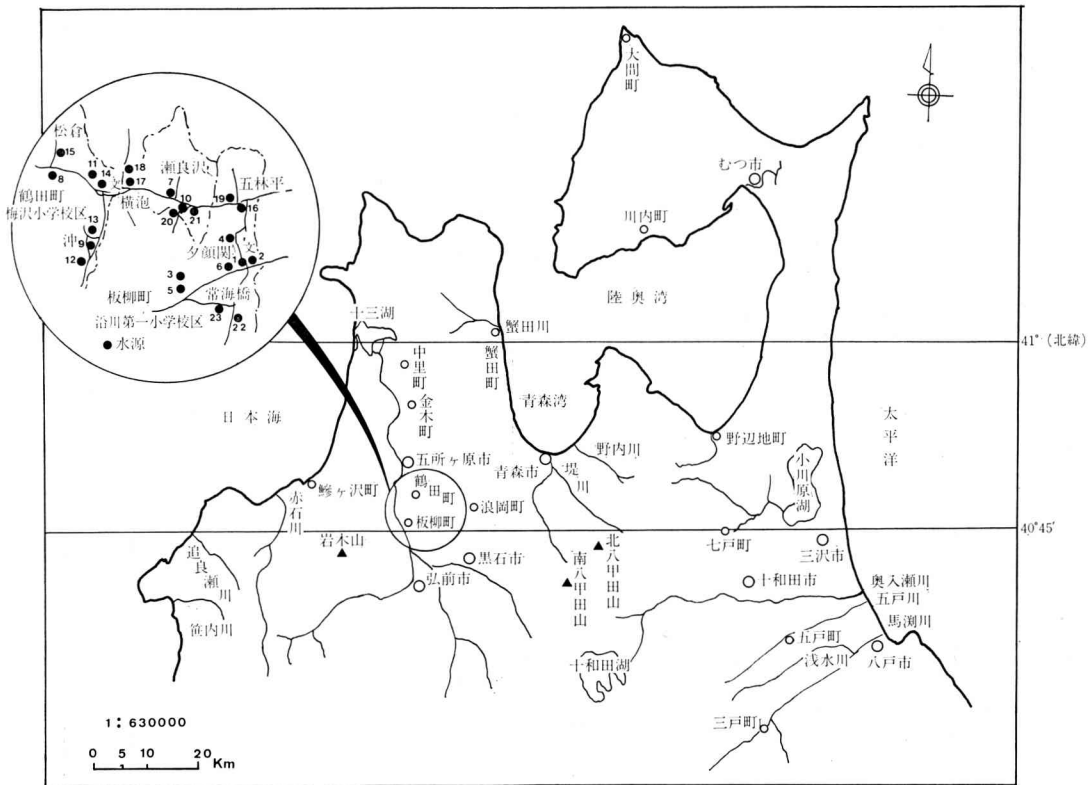 大間町
むつ市
川内町
陸奥湾
松倉
15
11
14
文
18
17
瀬良沢
7
8
鶴田町
梅沢小学校区
横泡
10
20
21
五林平
19
16
13
沖
9
12
4
夕顔関
文
1
2
6
3
5
板柳町
常海橋
沿川第一小学校区
23
22
●水源
十三湖
蟹田川
蟹田町
41° (北緯)
中里町
金木町
日本海
青森湾
太平洋
野辺地町
野内川
五所ヶ原市
青森市
堤川
小川原湖
鰺ヶ沢町
鶴田町
浪岡町
赤石川
板柳町
40°45′
岩木山
七戸町
三沢市
追良瀬川
黒石市
北八甲田山
南八甲田山
弘前市
十和田市
奥入瀬川
五戸川
笹内川
馬渕川
五戸町
浅水川
八戸市
十和田湖
三戸町
1:630000
0 5 10 20 Km